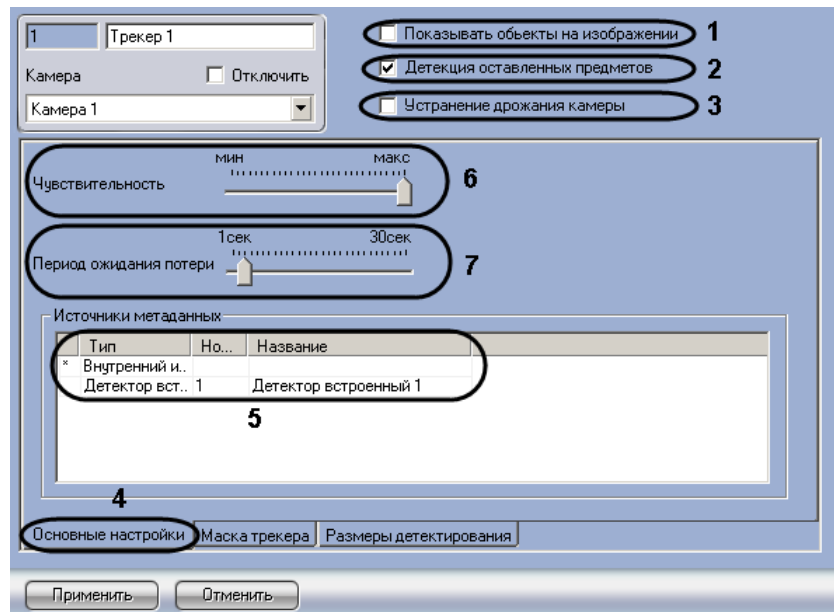 1 Трекер 1
Камера Отключить
Камера 1
Показывать объекты на изображении 1
Детекция оставленных предметов 2
Устранение дрожания камеры 3
мин макс
Чувствительность 6
1сек 30сек
Период ожидания потери 7
Источники метаданных
Тип Но... Название
* Внутренний и..
Детектор вст.. 1 Детектор встроенный 1
5
4
Основные настройки Маска трекера Размеры детектирования
Применить Отменить